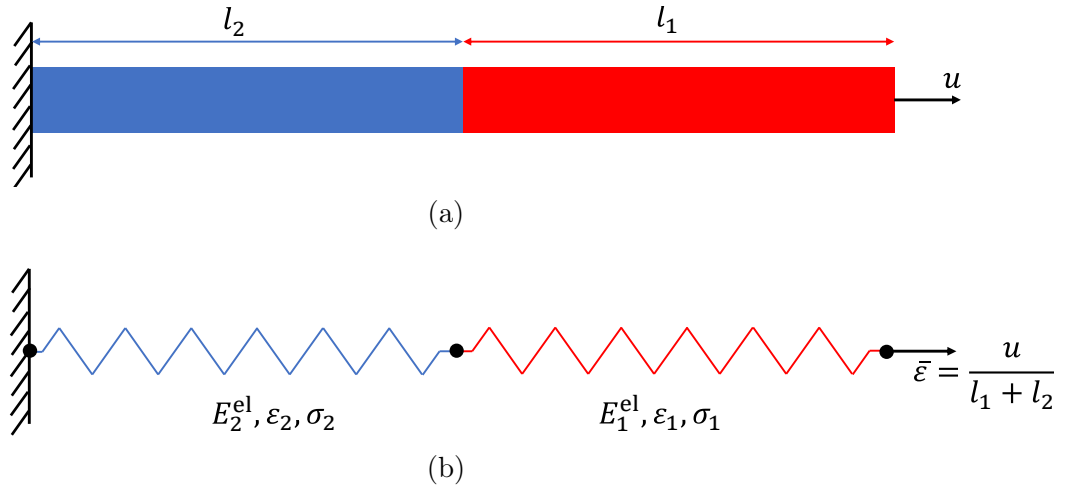 l₂ l₁
u
(a)
E₂ᵉˡ, ε₂, σ₂ E₁ᵉˡ, ε₁, σ₁ ε̄ = u / (l₁ + l₂)
(b)